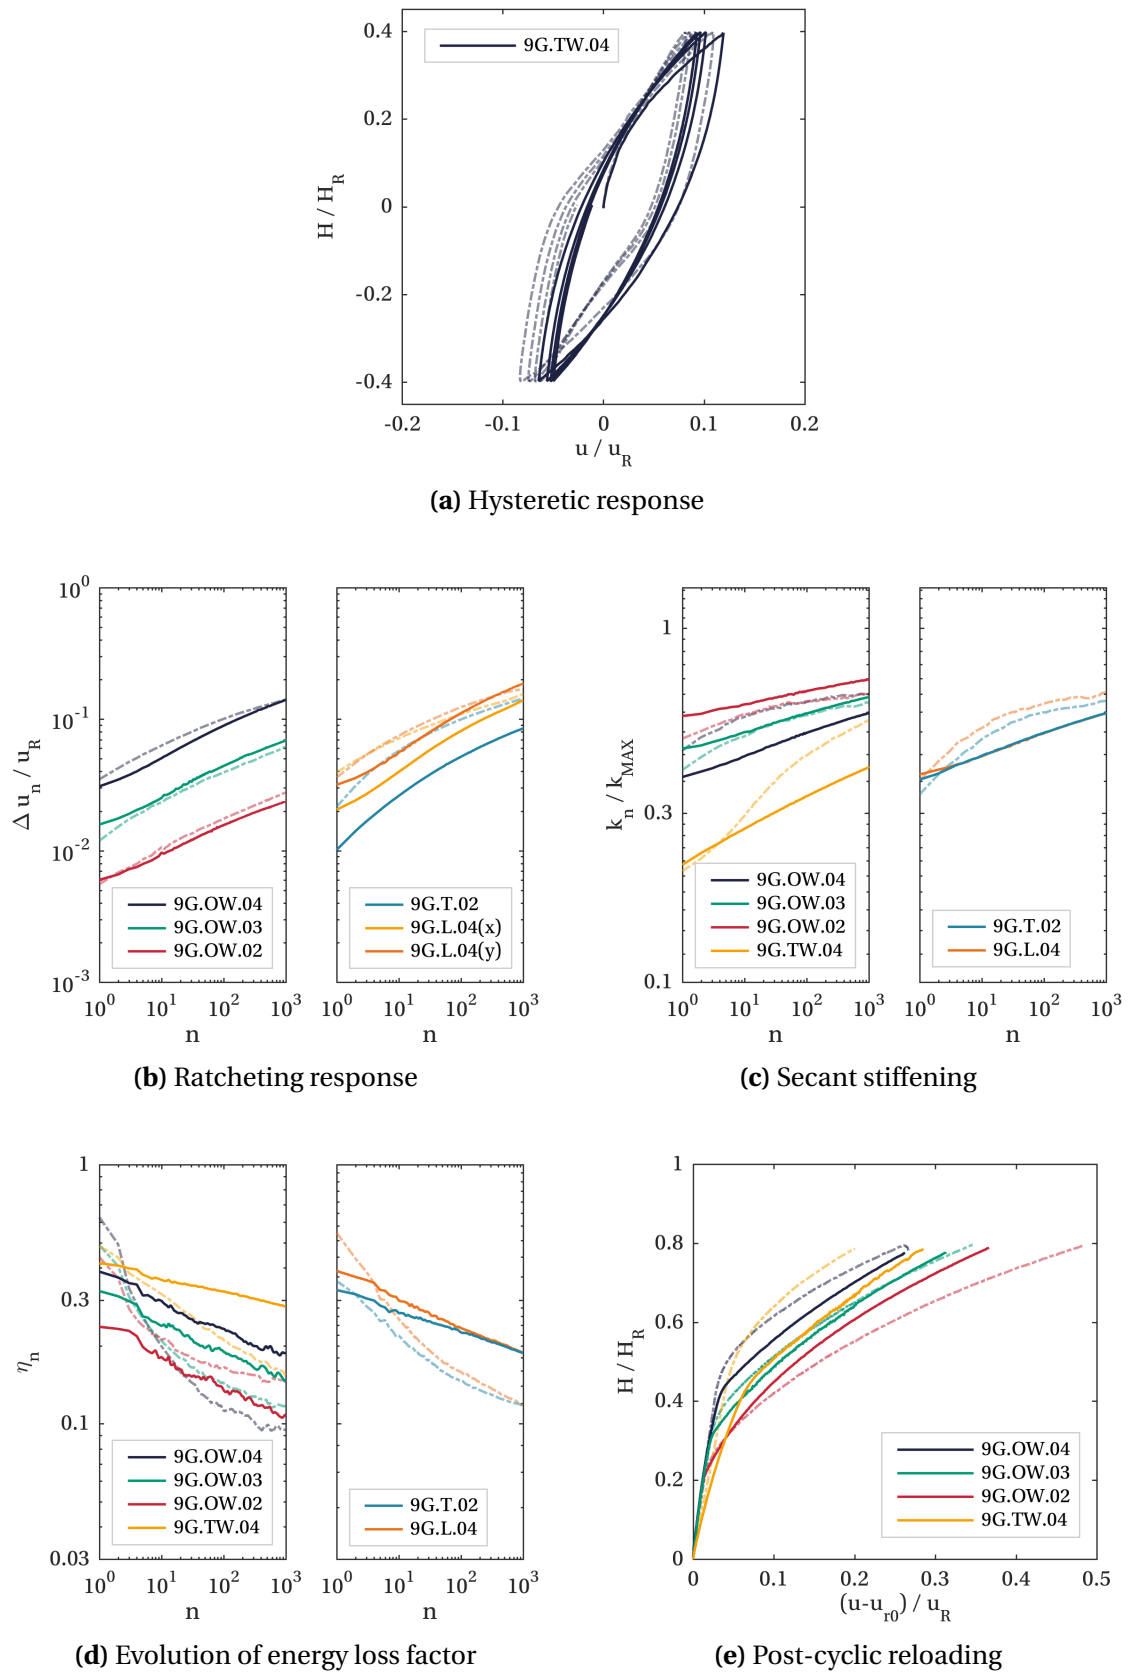 0.4
0.2
0
-0.2
-0.4
H / H_R
9G.TW.04
-0.2 -0.1 0 0.1 0.2
u / u_R
(a) Hysteretic response
10^0
10^-1
10^-2
10^-3
Δ u_n / u_R
9G.OW.04
9G.OW.03
9G.OW.02
10^0 10^1 10^2 10^3
n
9G.T.02
9G.L.04(x)
9G.L.04(y)
10^0 10^1 10^2 10^3
n
(b) Ratcheting response
1
0.3
0.1
k_n / k_MAX
9G.OW.04
9G.OW.03
9G.OW.02
9G.TW.04
10^0 10^1 10^2 10^3
n
9G.T.02
9G.L.04
10^0 10^1 10^2 10^3
n
(c) Secant stiffening
1
0.3
0.1
0.03
η_n
9G.OW.04
9G.OW.03
9G.OW.02
9G.TW.04
10^0 10^1 10^2 10^3
n
9G.T.02
9G.L.04
10^0 10^1 10^2 10^3
n
(d) Evolution of energy loss factor
1
0.8
0.6
0.4
0.2
0
H / H_R
9G.OW.04
9G.OW.03
9G.OW.02
9G.TW.04
0 0.1 0.2 0.3 0.4 0.5
(u-u_r0) / u_R
(e) Post-cyclic reloading